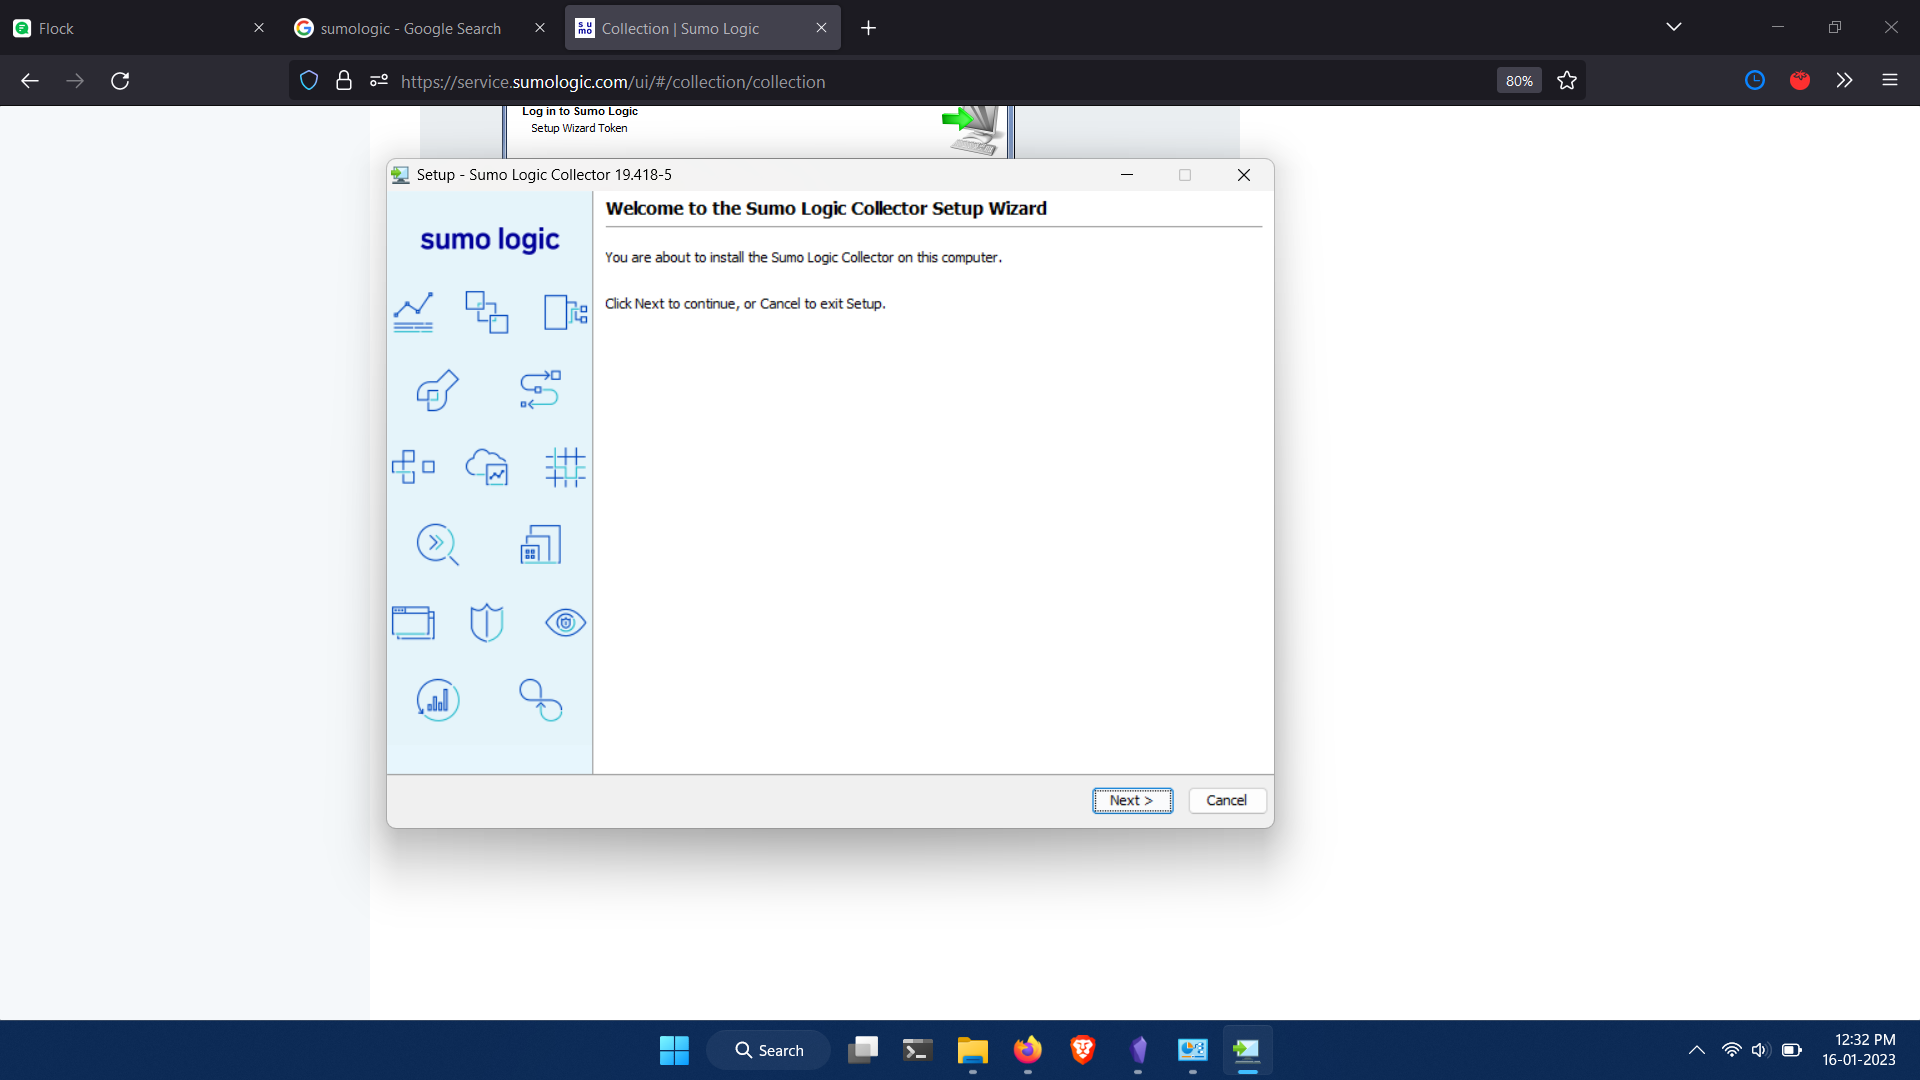 Flock
sumologic - Google Search
sumo
Collection | Sumo Logic
https://service.sumologic.com/ui/#/collection/collection
80%
Log in to Sumo Logic
Setup Wizard Token
Setup - Sumo Logic Collector 19.418-5
sumo logic
Welcome to the Sumo Logic Collector Setup Wizard
You are about to install the Sumo Logic Collector on this computer.
Click Next to continue, or Cancel to exit Setup.
Next >
Cancel
Search
12:32 PM
16-01-2023